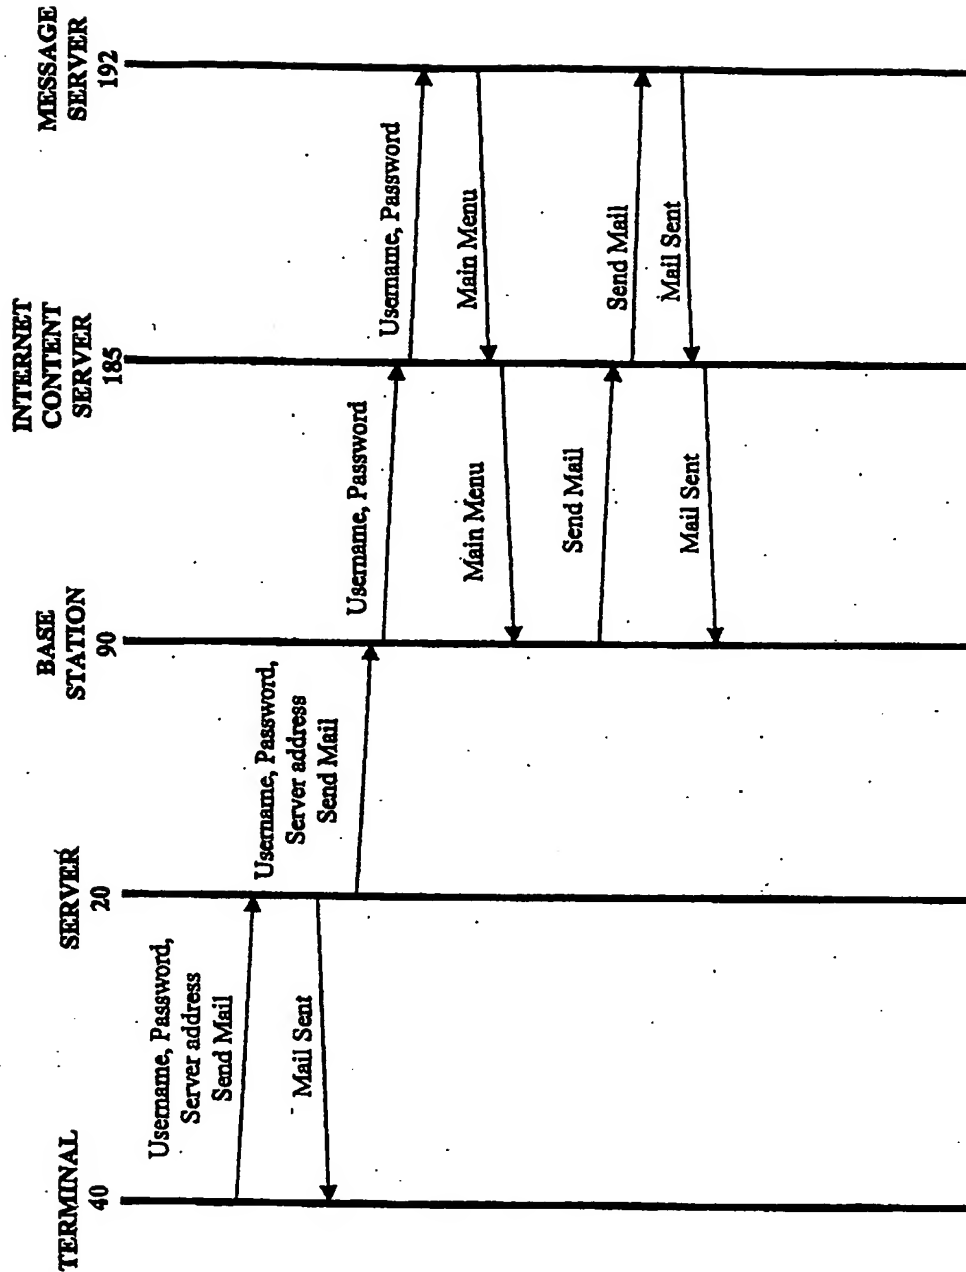 TERMINAL
40
SERVER
20
BASE
STATION
90
INTERNET
CONTENT
SERVER
185
MESSAGE
SERVER
192
Username, Password,
Server address
Send Mail
Mail Sent
Username, Password,
Server address
Send Mail
Username, Password
Username, Password
Main Menu
Main Menu
Send Mail
Send Mail
Mail Sent
Mail Sent